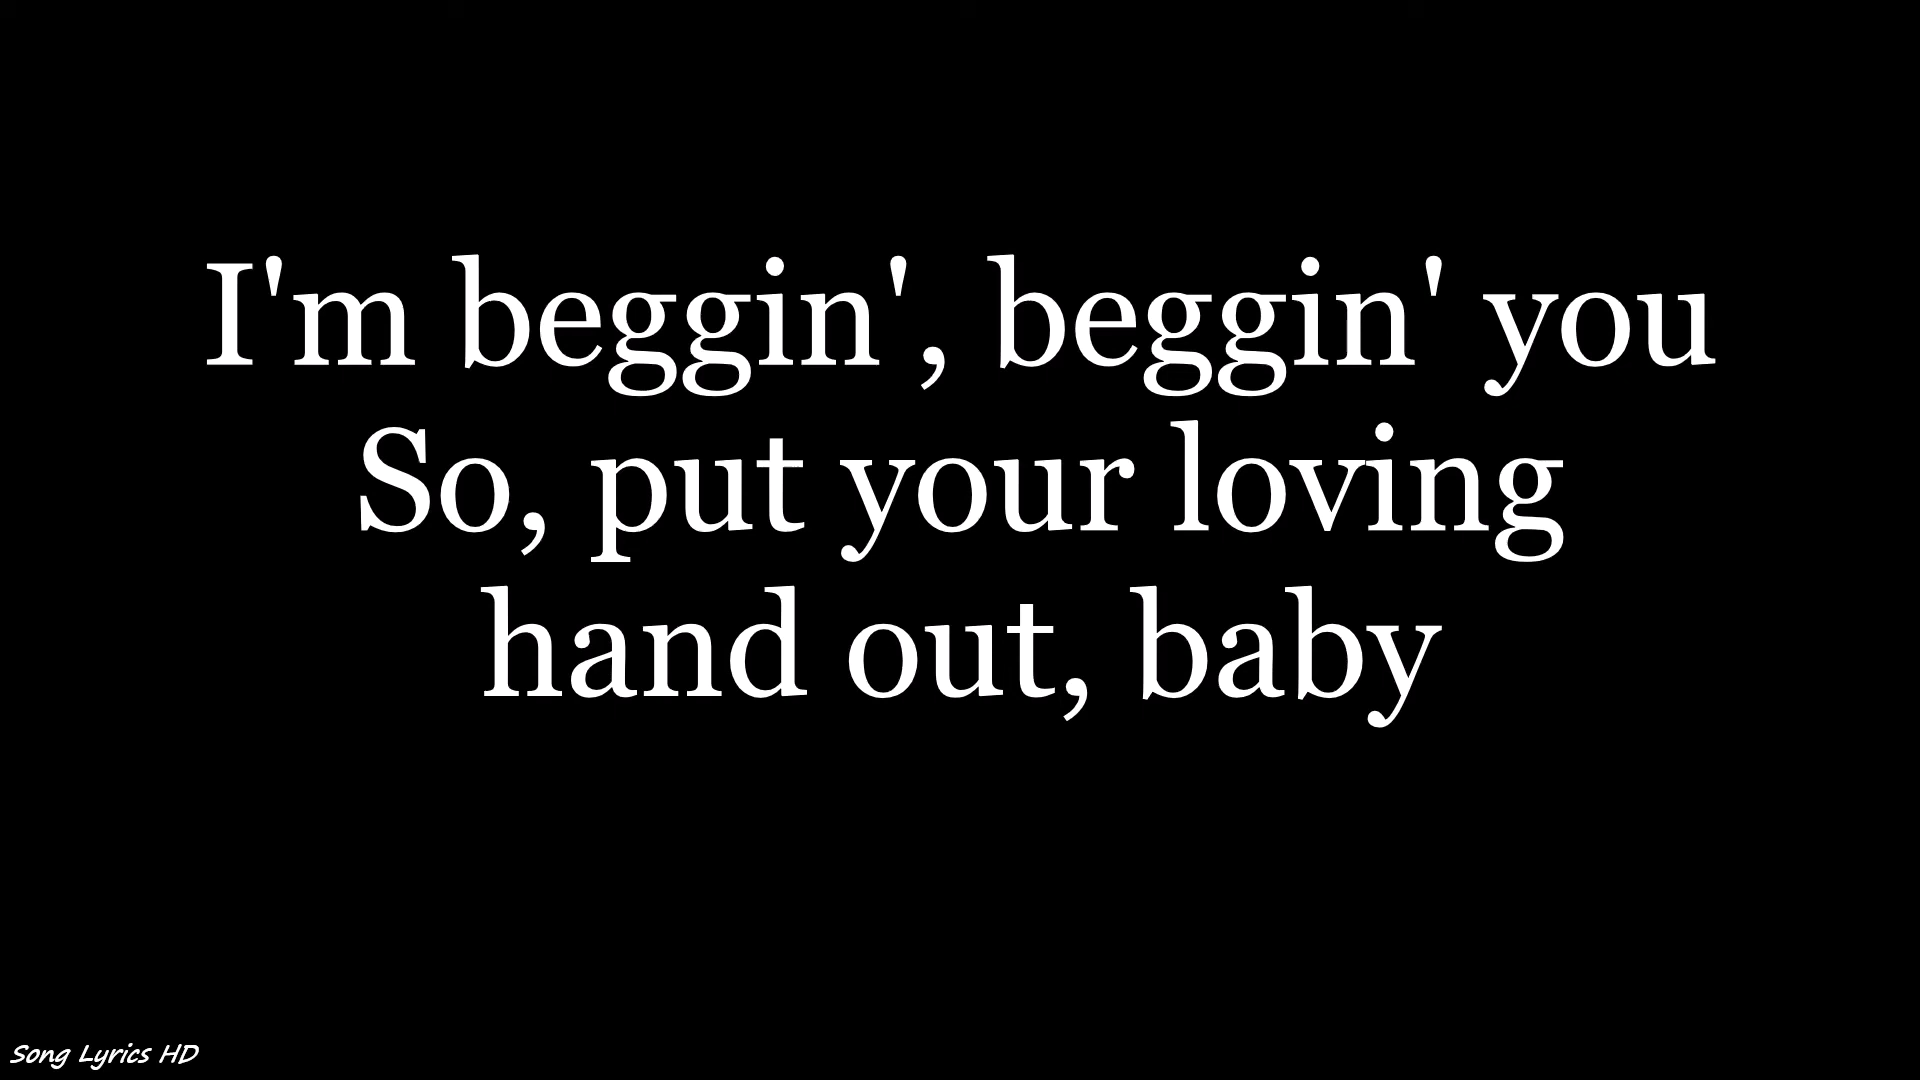 I'm beggin', beggin' you
So, put your loving
hand out, baby
Song Lyrics HD